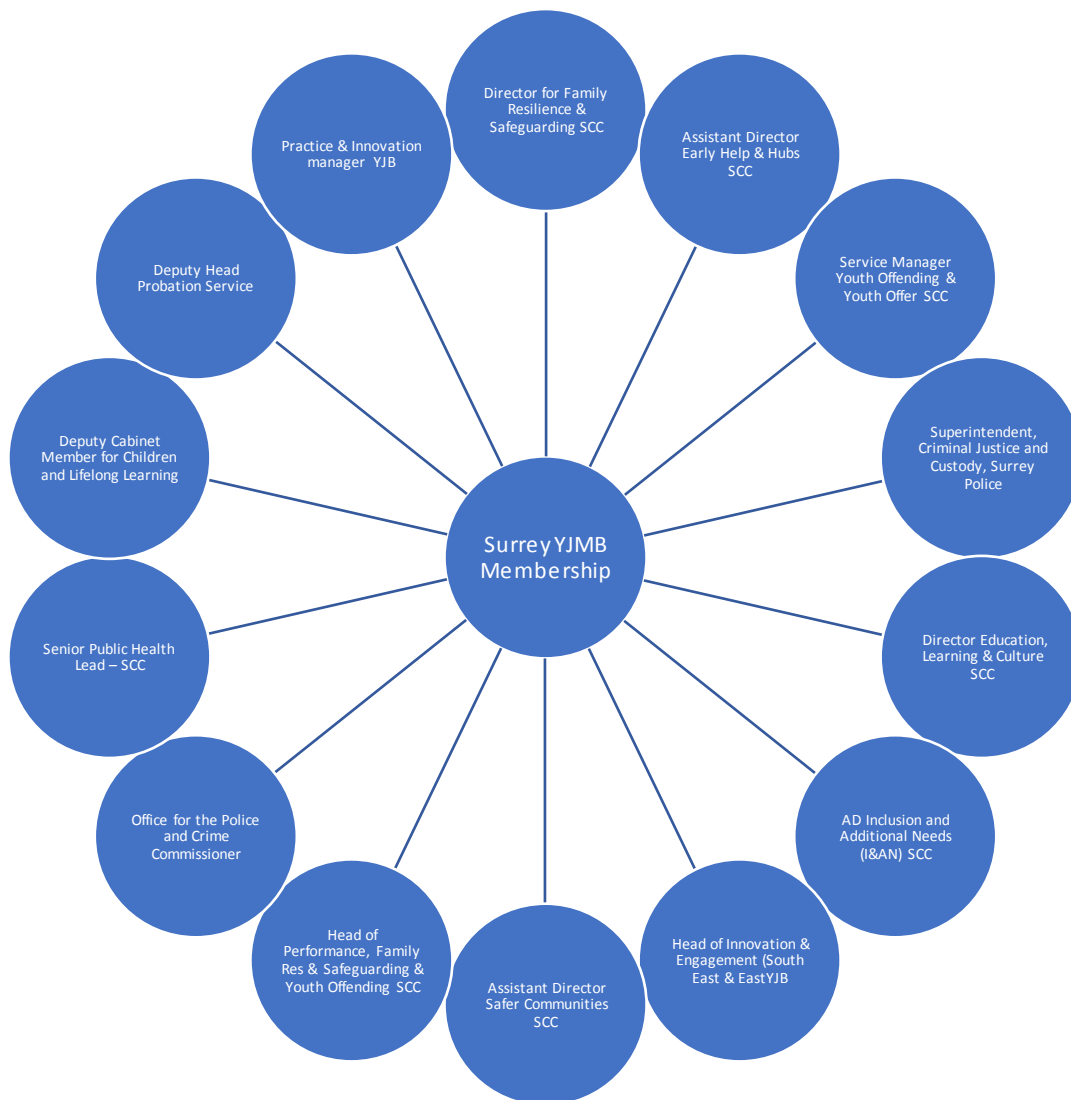 Director for Family
Resilience &
Safeguarding SCC
Assistant Director
Early Help & Hubs
SCC
Service Manager
Youth Offending &
Youth Offer SCC
Superintendent,
Criminal Justice and
Custody, Surrey
Police
Director Education,
Learning & Culture
SCC
AD Inclusion and
Additional Needs
(I&AN) SCC
Head of Innovation &
Engagement (South
East & EastYJB
Assistant Director
Safer Communities
SCC
Head of
Performance, Family
Res & Safeguarding &
Youth Offending SCC
Office for the Police
and Crime
Commissioner
Senior Public Health
Lead – SCC
Deputy Cabinet
Member for Children
and Lifelong Learning
Deputy Head
Probation Service
Practice & Innovation
manager YJB
Surrey YJMB
Membership